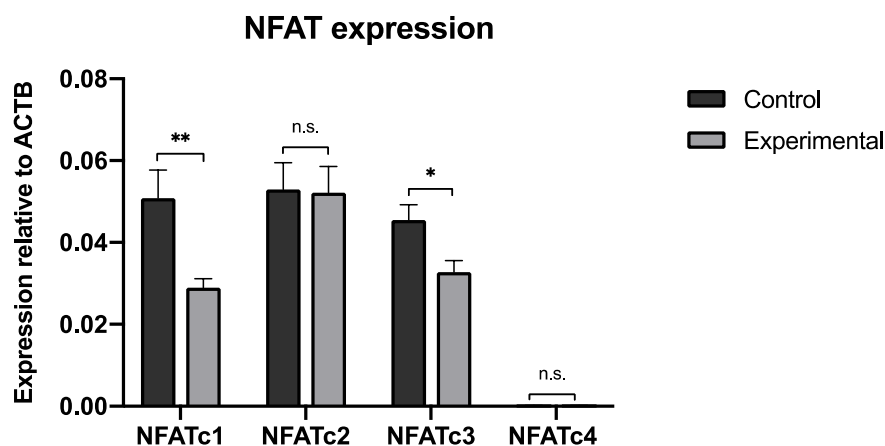 NFAT expression
Expression relative to ACTB
0.08
0.06
0.04
0.02
0.00
**
n.s.
*
n.s.
NFATc1
NFATc2
NFATc3
NFATc4
Control
Experimental